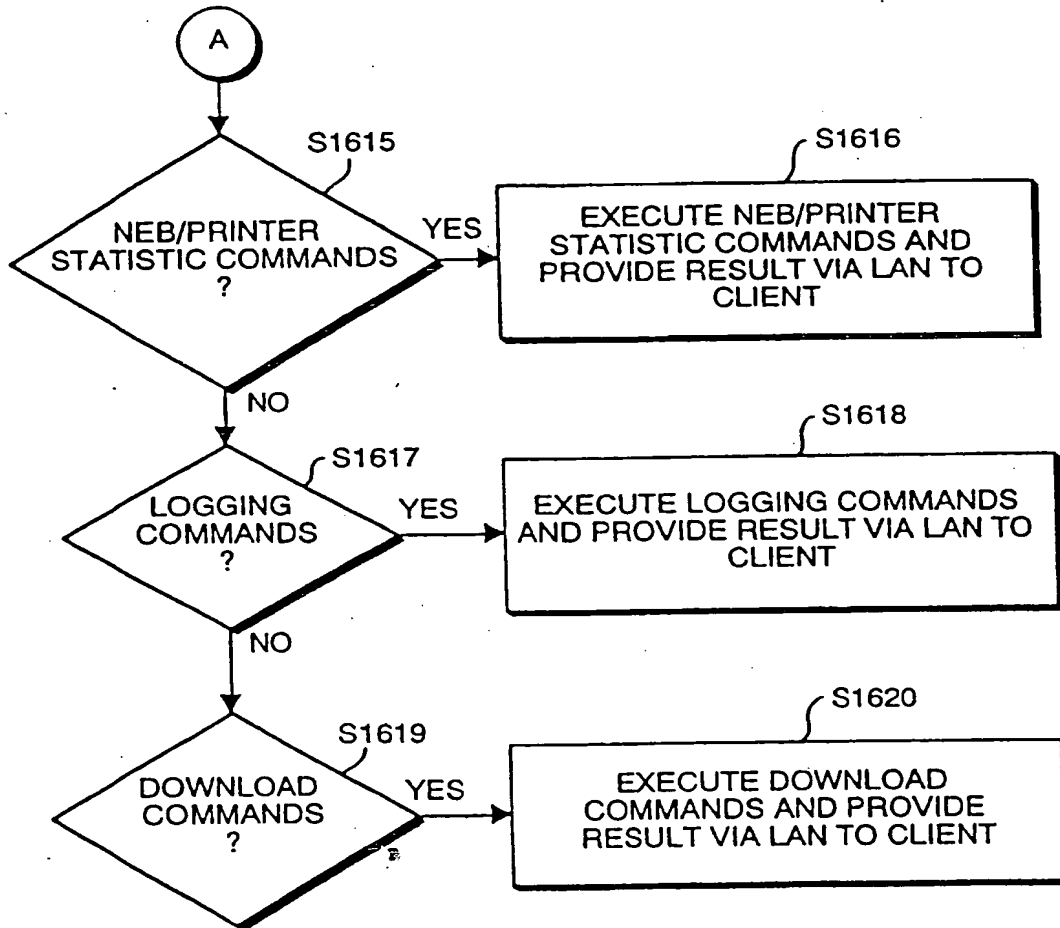 A
S1615
NEB/PRINTER
STATISTIC COMMANDS
?
YES
S1616
EXECUTE NEB/PRINTER
STATISTIC COMMANDS AND
PROVIDE RESULT VIA LAN TO
CLIENT
NO
S1617
LOGGING
COMMANDS
?
YES
S1618
EXECUTE LOGGING COMMANDS
AND PROVIDE RESULT VIA LAN TO
CLIENT
NO
S1619
DOWNLOAD
COMMANDS
?
YES
S1620
EXECUTE DOWNLOAD
COMMANDS AND PROVIDE
RESULT VIA LAN TO CLIENT